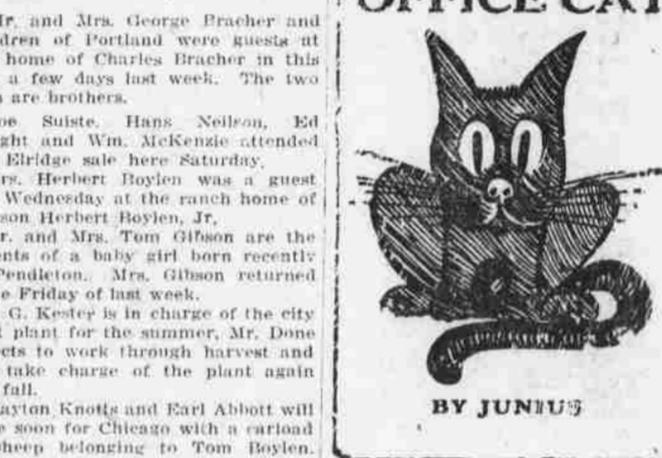 Mr. and Mrs. George Bracher and
dren of Portland were guests at
home of Charles Bracher in this
a few days last week. The two
are brothers.
Suiste, Hans Neilson, Ed
ght and Wm. McKenzie attended
Elridge sale here Saturday.
rs. Herbert Boylen was a guest
Wednesday at the ranch home of
son Herbert Boylen, Jr.
r. and Mrs. Tom Gibson are the
ents of a baby girl born recently
Pendleton. Mrs. Gibson returned
e Friday of last week.
G. Kester is in charge of the city
plant for the summer, Mr. Done
cts to work through harvest and
take charge of the plant again
fall.
ayton Knotts and Earl Abbott will
e soon for Chicago with a carload
sheep belonging to Tom Boylen.
OFFICE CAT
BY JUNIUS